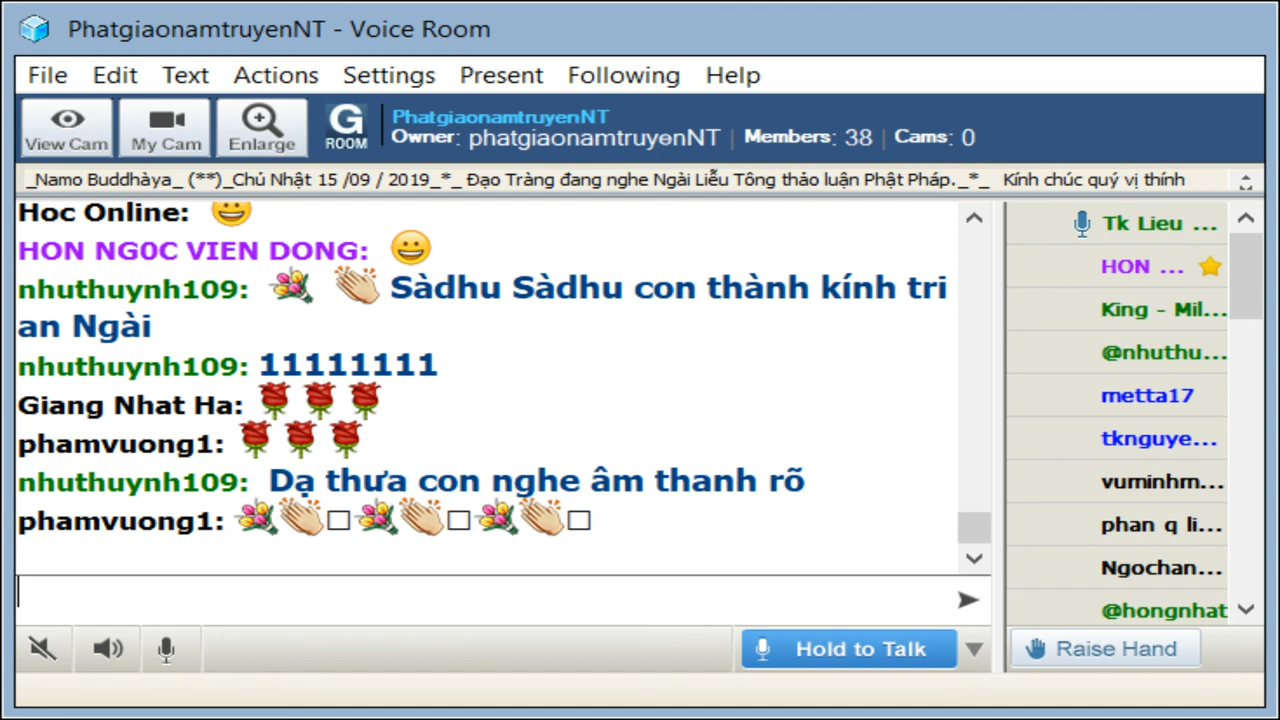 PhatgiaonamtruyenNT - Voice Room
File Edit Text Actions Settings Present Following Help
View Cam My Cam Enlarge G ROOM PhatgiaonamtruyenNT
Owner: phatgiaonamtruyenNT | Members: 38 | Cams: 0
_Namo Buddhàya_ (**)_Chủ Nhật 15 /09 / 2019_*_ Đạo Tràng đang nghe Ngài Liễu Tông thảo luận Phật Pháp._*_ Kính chúc quý vị thính
Hoc Online: 😀
HON NG0C VIEN DONG: 😀
nhuthuynh109: 💐 👏 Sàdhu Sàdhu con thành kính tri
an Ngài
nhuthuynh109: 11111111
Giang Nhat Ha: 🌹 🌹 🌹
phamvuong1: 🌹 🌹 🌹
nhuthuynh109: Dạ thưa con nghe âm thanh rõ
phamvuong1: 💐👏□💐👏□💐👏□
Tk Lieu ...
HON ...
King - Mil...
@nhuthu...
metta17
tknguye...
vuminhm...
phan q li...
Ngochan...
@hongnhat
Hold to Talk
Raise Hand